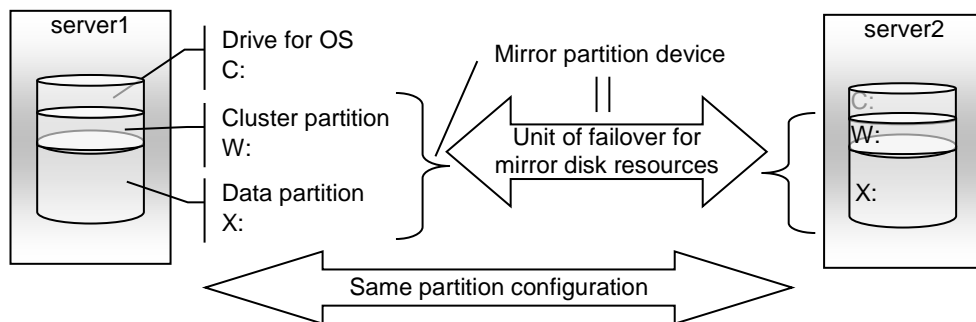 server1
Drive for OS
C:
Cluster partition
W:
Data partition
X:
Mirror partition device
Unit of failover for
mirror disk resources
Same partition configuration
server2
C:
W:
X: